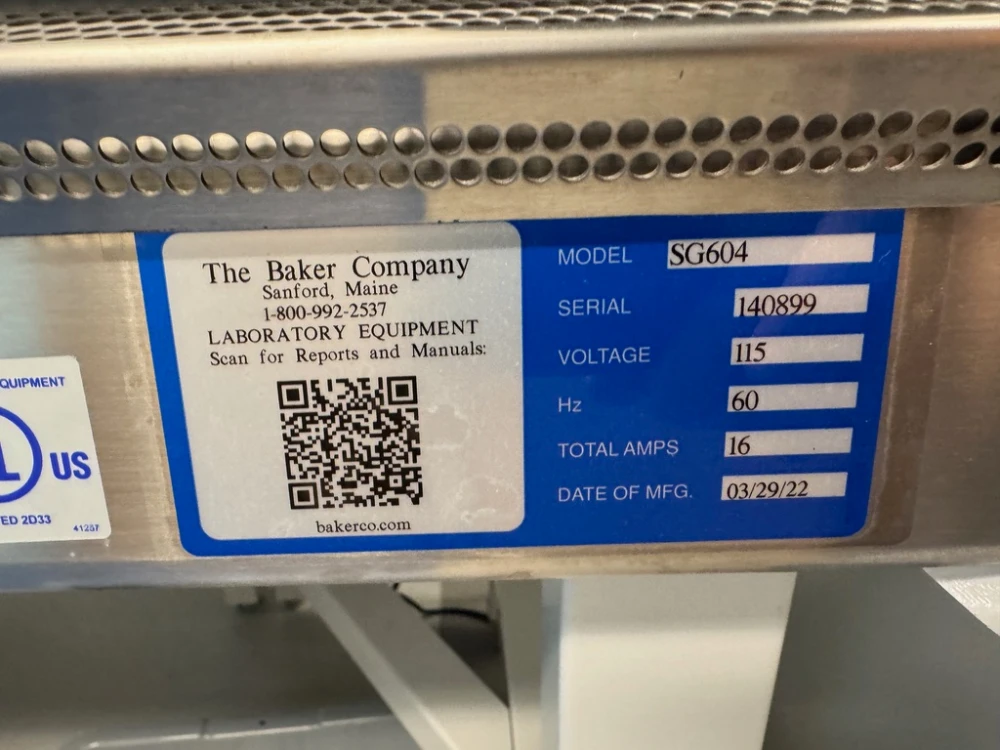 The Baker Company
Sanford, Maine
1-800-992-2537
LABORATORY EQUIPMENT
Scan for Reports and Manuals:
bakerco.com
MODEL SG604
SERIAL 140899
VOLTAGE 115
Hz 60
TOTAL AMPS 16
DATE OF MFG. 03/29/22
US
2D33
41257